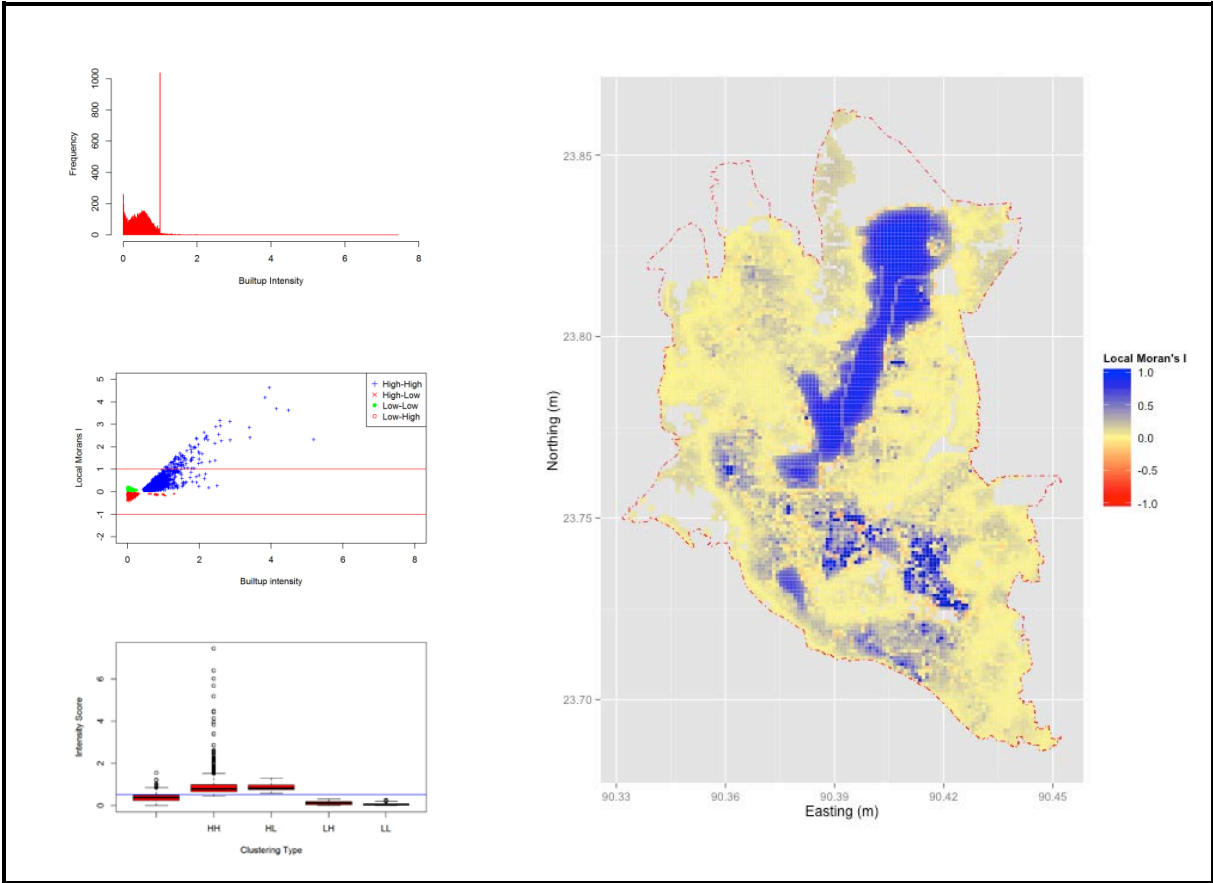 1000
800
600
400
200
0
Frequency
0 2 4 6 8
Builtup Intensity
5
4
3
2
1
0
-1
-2
Local Morans I
High-High
High-Low
Low-Low
Low-High
0 2 4 6 8
Builtup intensity
6
4
2
0
Intensity Score
HH HL LH LL
Clustering Type
23.85
23.80
23.75
23.70
Northing (m)
90.33 90.36 90.39 90.42 90.45
Easting (m)
Local Moran's I
1.0
0.5
0.0
-0.5
-1.0